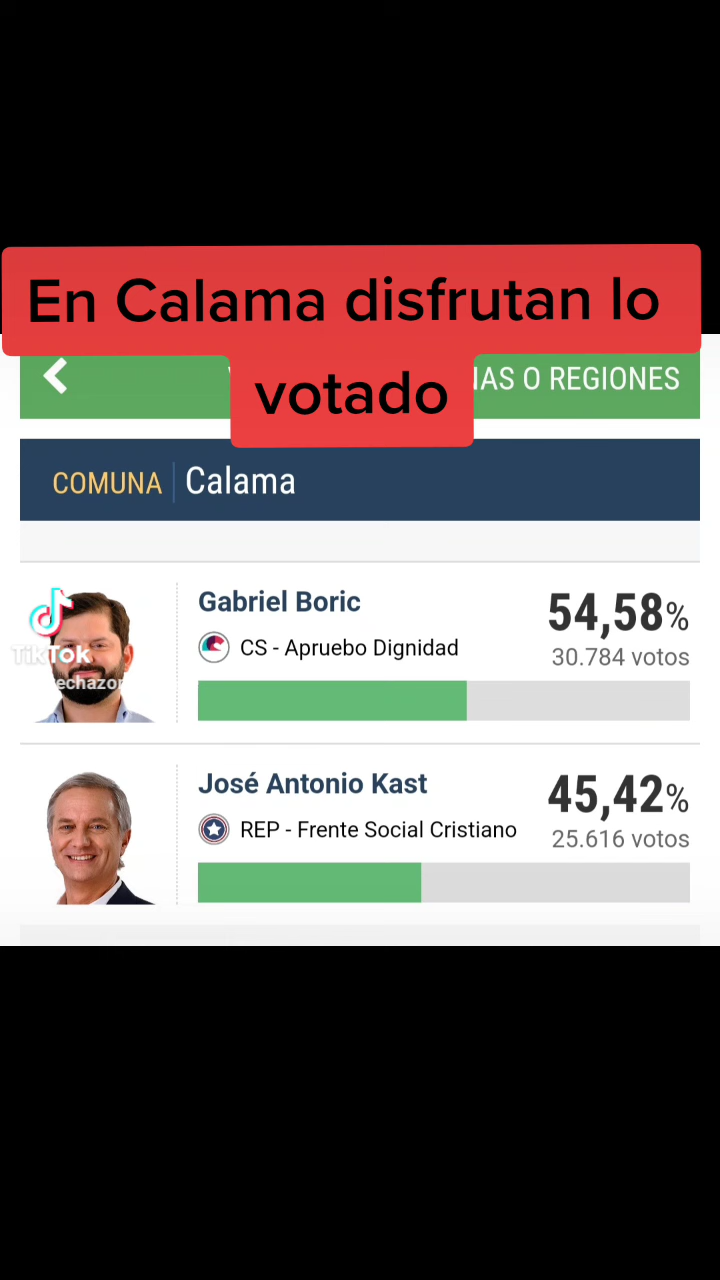 En Calama disfrutan lo
votado
O REGIONES
COMUNA Calama
Gabriel Boric
54,58%
CS - Apruebo Dignidad
30.784 votos
TikTok
José Antonio Kast
45,42%
REP - Frente Social Cristiano
25.616 votos